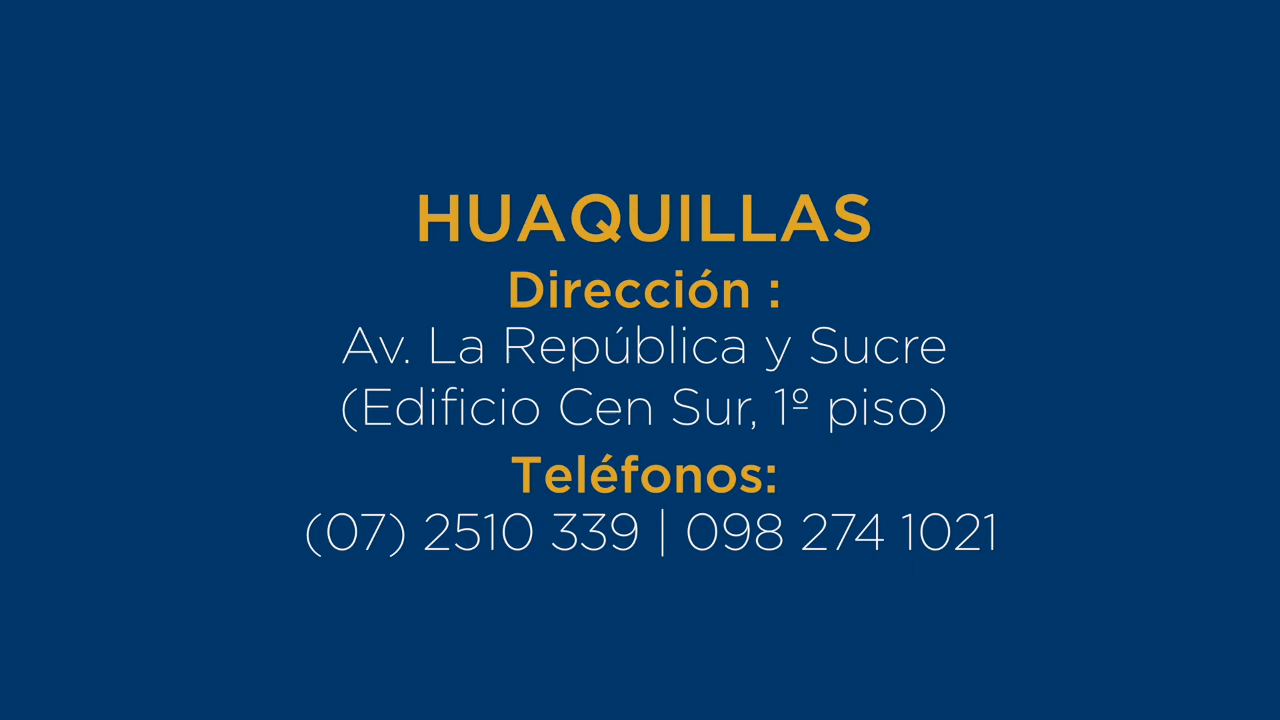 HUAQUILLAS
Dirección :
Av. La República y Sucre
(Edificio Cen Sur, 1º piso)
Teléfonos:
(07) 2510 339 | 098 274 1021